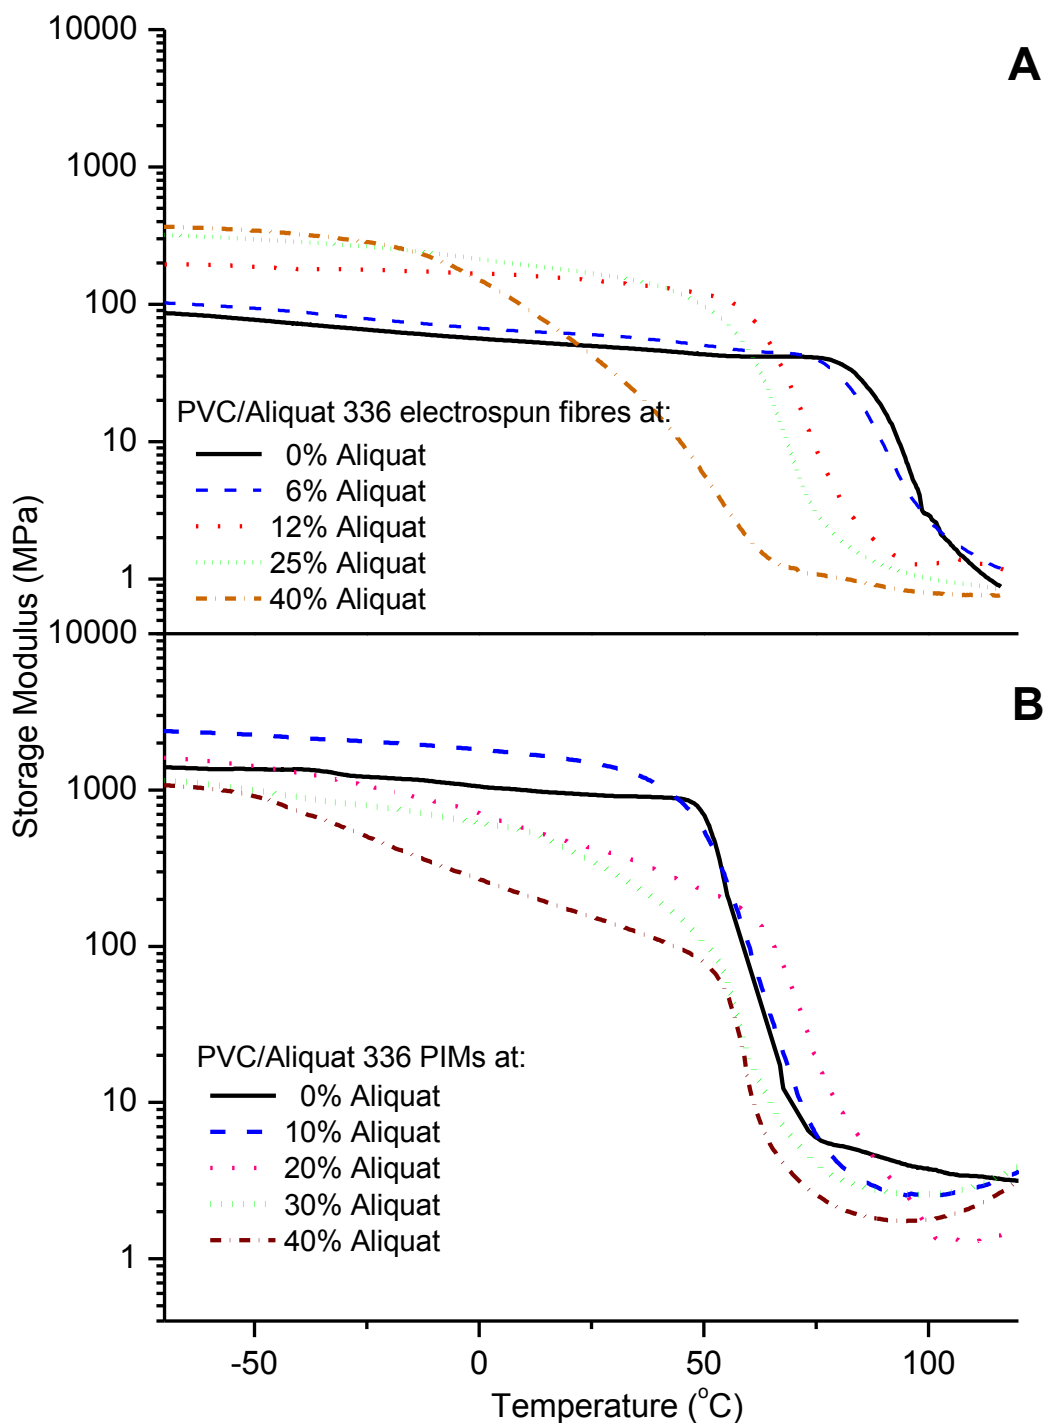 10000
A
1000
100
10
1
PVC/Aliquat 336 electrospun fibres at:
0% Aliquat
6% Aliquat
12% Aliquat
25% Aliquat
40% Aliquat
Storage Modulus (MPa)
10000
B
1000
100
10
1
PVC/Aliquat 336 PIMs at:
0% Aliquat
10% Aliquat
20% Aliquat
30% Aliquat
40% Aliquat
-50 0 50 100
Temperature (°C)